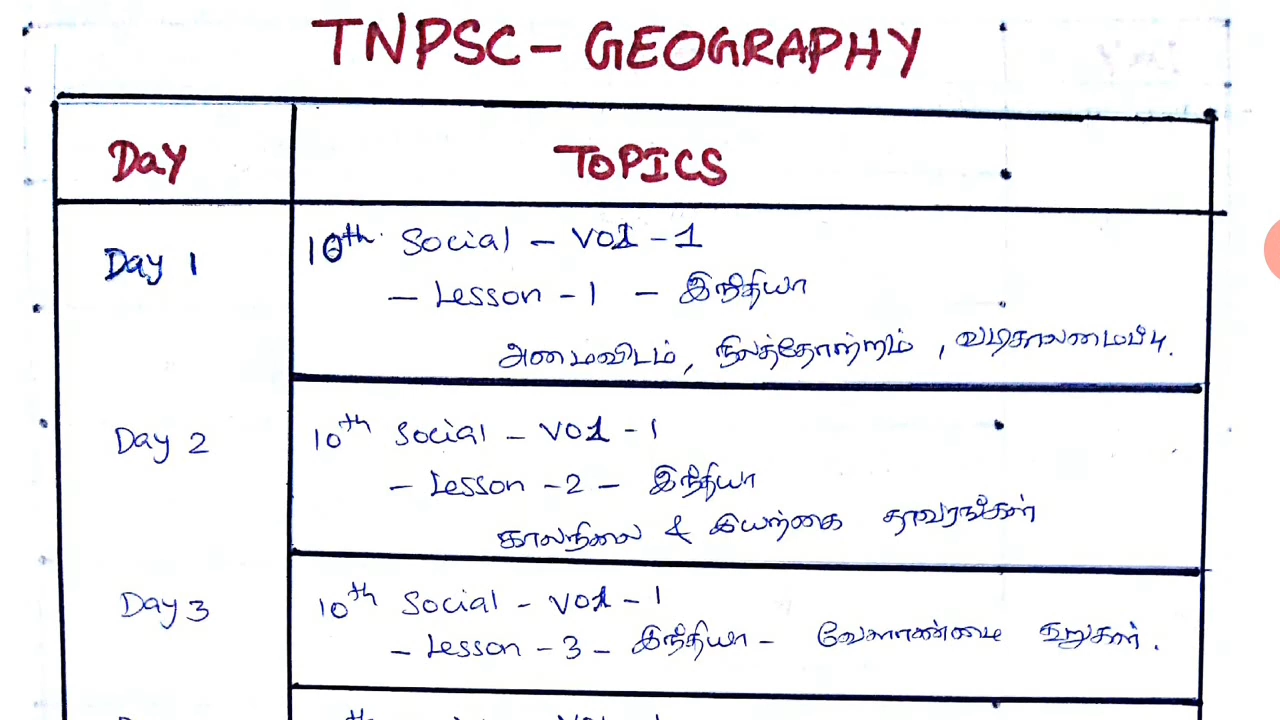 TNPSC - GEOGRAPHY
Day TOPICS
Day 1 10th Social - Vol - 1
- Lesson - 1 - இந்தியா
அமைவிடம், நிலத்தோற்றம், வடிகாலமைப்பு.
Day 2 10th Social - Vol - 1
- Lesson - 2 - இந்தியா
காலநிலை & இயற்கை தாவரங்கள்
Day 3 10th Social - Vol - 1
- Lesson - 3 - இந்தியா - வேளாண்மை கூறுகள்.